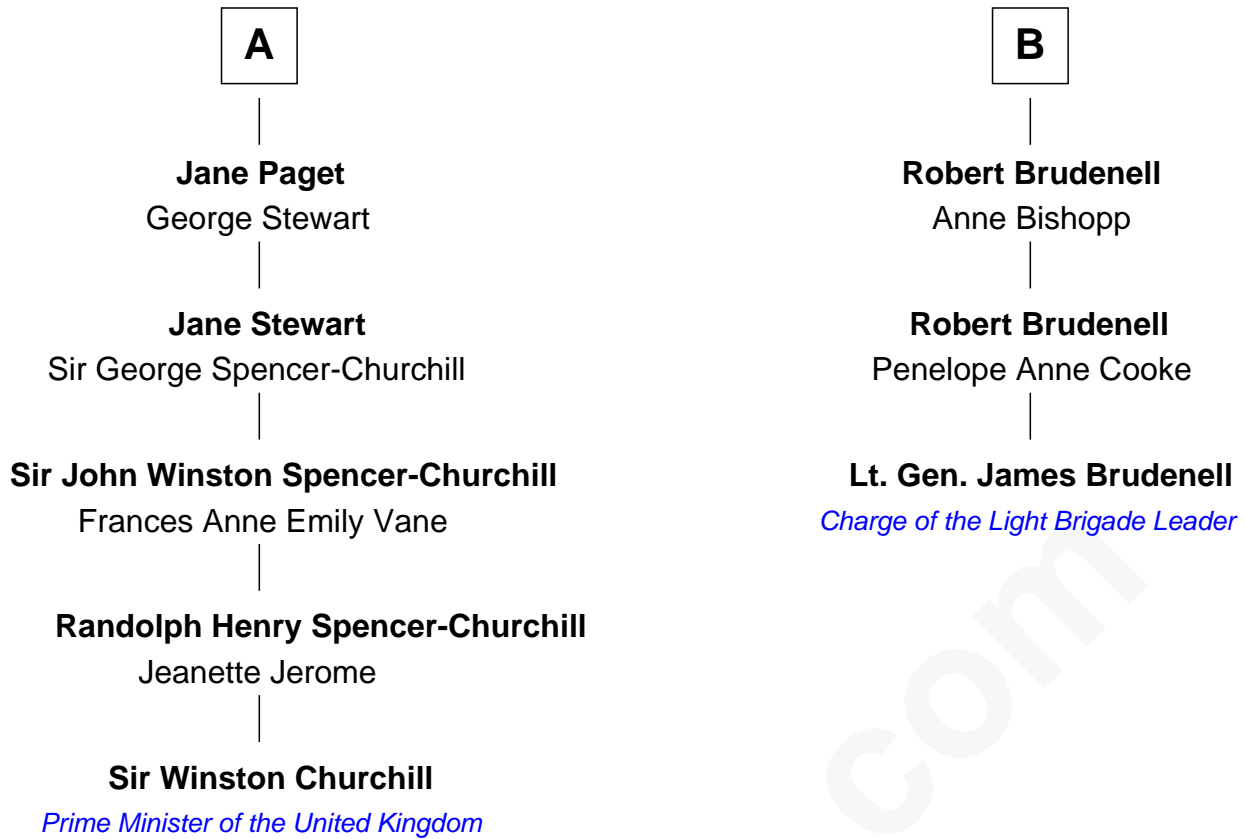 A
Jane Paget
George Stewart
Jane Stewart
Sir George Spencer-Churchill
Sir John Winston Spencer-Churchill
Frances Anne Emily Vane
Randolph Henry Spencer-Churchill
Jeanette Jerome
Sir Winston Churchill
Prime Minister of the United Kingdom
B
Robert Brudenell
Anne Bishopp
Robert Brudenell
Penelope Anne Cooke
Lt. Gen. James Brudenell
Charge of the Light Brigade Leader
com